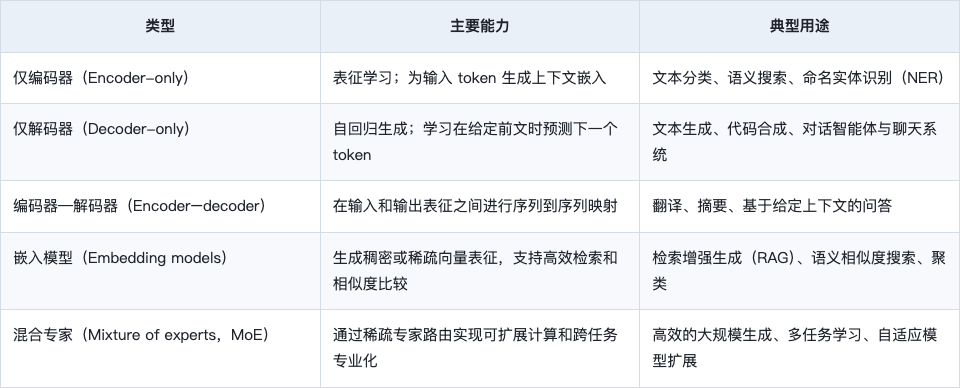 类型
主要能力
典型用途
仅编码器（Encoder-only）
表征学习；为输入 token 生成上下文嵌入
文本分类、语义搜索、命名实体识别（NER）
仅解码器（Decoder-only）
自回归生成；学习在给定前文时预测下一个
token
文本生成、代码合成、对话智能体与聊天系
统
编码器—解码器（Encoder—decoder）
在输入和输出表征之间进行序列到序列映射
翻译、摘要、基于给定上下文的问答
嵌入模型（Embedding models）
生成稠密或稀疏向量表征，支持高效检索和
相似度比较
检索增强生成（RAG）、语义相似度搜索、聚
类
混合专家（Mixture of experts，MoE）
通过稀疏专家路由实现可扩展计算和跨任务
专业化
高效的大规模生成、多任务学习、自适应模
型扩展